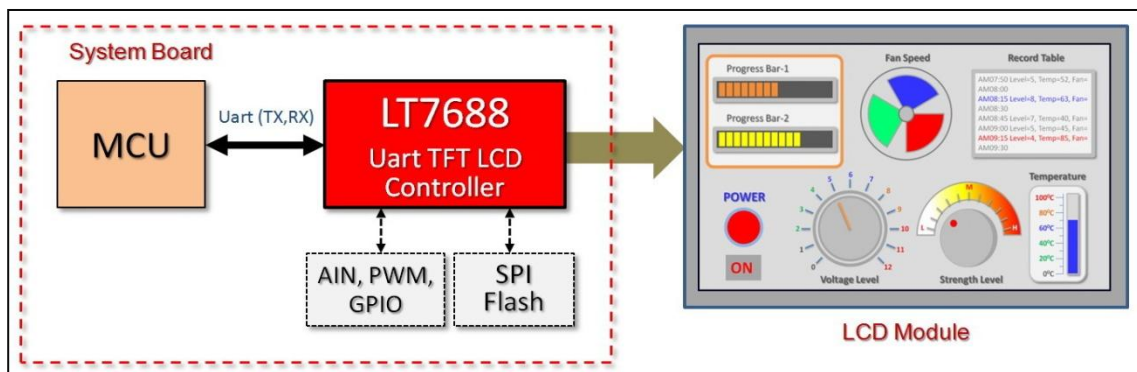 System Board
MCU
Uart (TX,RX)
LT7688
Uart TFT LCD
Controller
AIN, PWM,
GPIO
SPI
Flash
Progress Bar-1
Progress Bar-2
Fan Speed
Record Table
AM07:50 Level=5, Temp=52, Fan=
AM08:00
AM08:15 Level=8, Temp=63, Fan=
AM08:30
AM08:45 Level=7, Temp=40, Fan=
AM09:00 Level=5, Temp=45, Fan=
AM09:15 Level=4, Temp=85, Fan=
AM09:30
POWER
ON
0 1 2 3 4 5 6 7 8 9 10 11 12
Voltage Level
L M H
Strength Level
Temperature
100°C
80°C
60°C
40°C
20°C
0°C
LCD Module